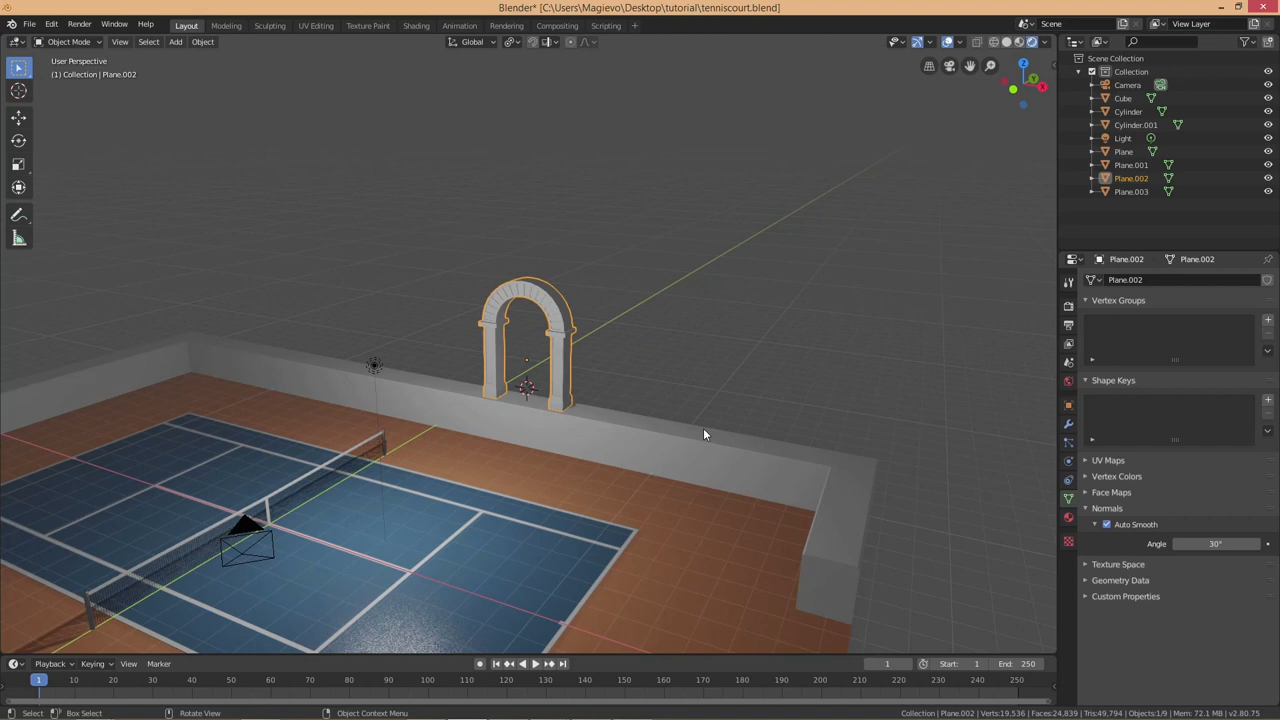 Blender* [C:\Users\Magievo\Desktop\tutorial\tenniscourt.blend]
File Edit Render Window Help Layout Modeling Sculpting UV Editing Texture Paint Shading Animation Rendering Compositing Scripting + Scene View Layer
Object Mode View Select Add Object Global
User Perspective
(1) Collection | Plane.002
Z
Y
X
Scene Collection
Collection
Camera
Cube
Cylinder
Cylinder.001
Light
Plane
Plane.001
Plane.002
Plane.003
Plane.002 Plane.002
Plane.002
Vertex Groups
Shape Keys
UV Maps
Vertex Colors
Face Maps
Normals
Auto Smooth
Angle 30°
Texture Space
Geometry Data
Custom Properties
Playback Keying View Marker 1 Start: 1 End: 250
1 10 20 30 40 50 60 70 80 90 100 110 120 130 140 150 160 170 180 190 200 210 220 230 240 250
Select Box Select Rotate View Object Context Menu Collection | Plane.002 | Verts:19,536 | Faces:24,839 | Tris:49,794 | Objects:1/9 | Mem: 72.1 MB | v2.80.75